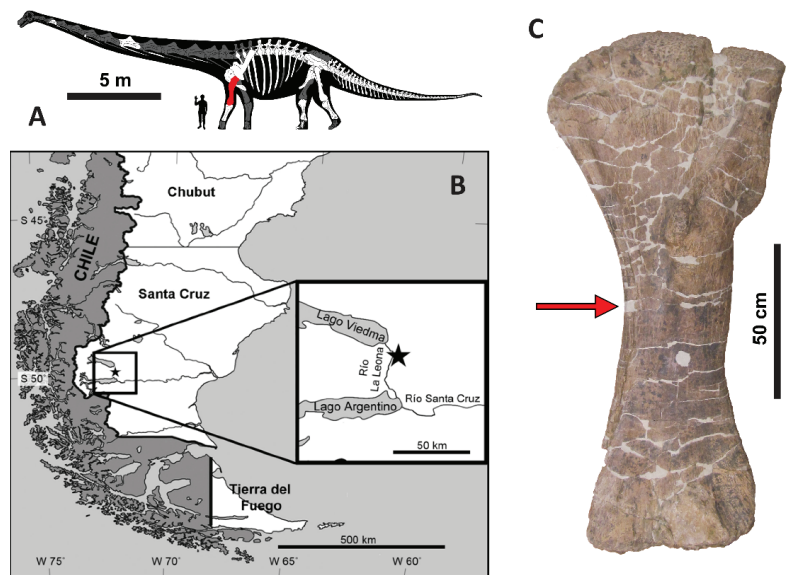 5 m
A
C
B
Chubut
S 45°
CHILE
Santa Cruz
Lago Viedma
Río
La Leona
S 50°
Lago Argentino
Río Santa Cruz
50 km
Tierra del
Fuego
500 km
W 75°
W 70°
W 65°
W 60°
50 cm